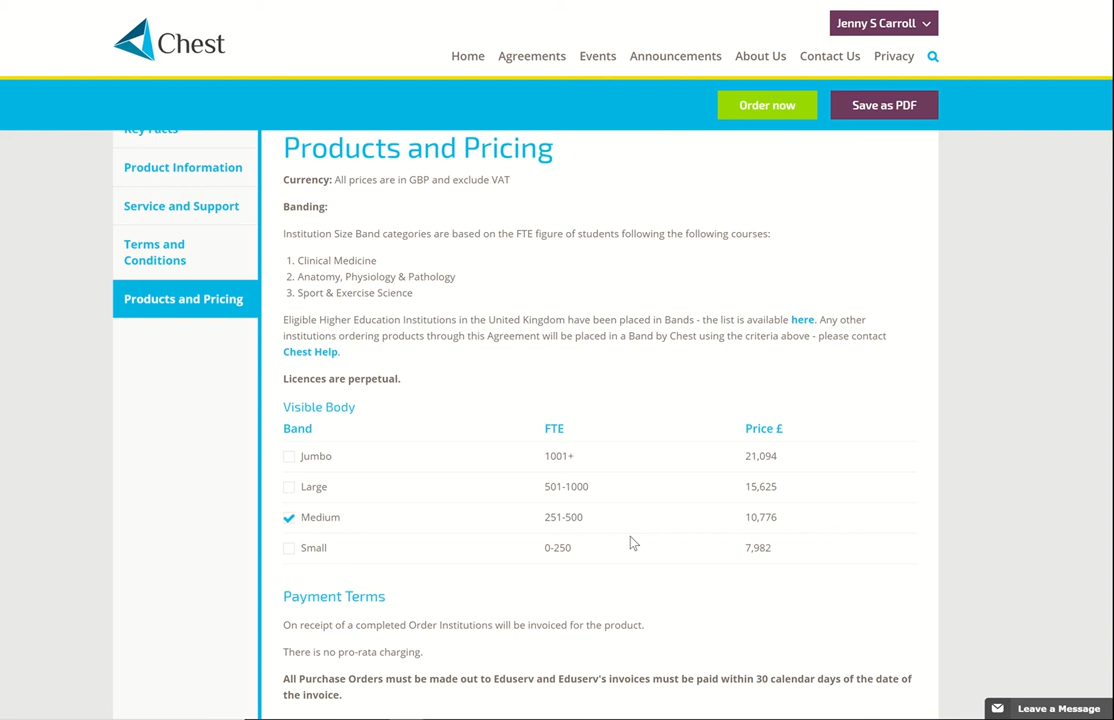 Jenny S Carroll
Chest
Home Agreements Events Announcements About Us Contact Us Privacy
Order now Save as PDF
Key Facts
Product Information
Service and Support
Terms and
Conditions
Products and Pricing
Products and Pricing
Currency: All prices are in GBP and exclude VAT
Banding:
Institution Size Band categories are based on the FTE figure of students following the following courses:
1. Clinical Medicine
2. Anatomy, Physiology & Pathology
3. Sport & Exercise Science
Eligible Higher Education Institutions in the United Kingdom have been placed in Bands - the list is available here. Any other
institutions ordering products through this Agreement will be placed in a Band by Chest using the criteria above - please contact
Chest Help.
Licences are perpetual.
Visible Body
Band FTE Price £
Jumbo 1001+ 21,094
Large 501-1000 15,625
Medium 251-500 10,776
Small 0-250 7,982
Payment Terms
On receipt of a completed Order Institutions will be invoiced for the product.
There is no pro-rata charging.
All Purchase Orders must be made out to Eduserv and Eduserv's invoices must be paid within 30 calendar days of the date of
the invoice.
Leave a Message